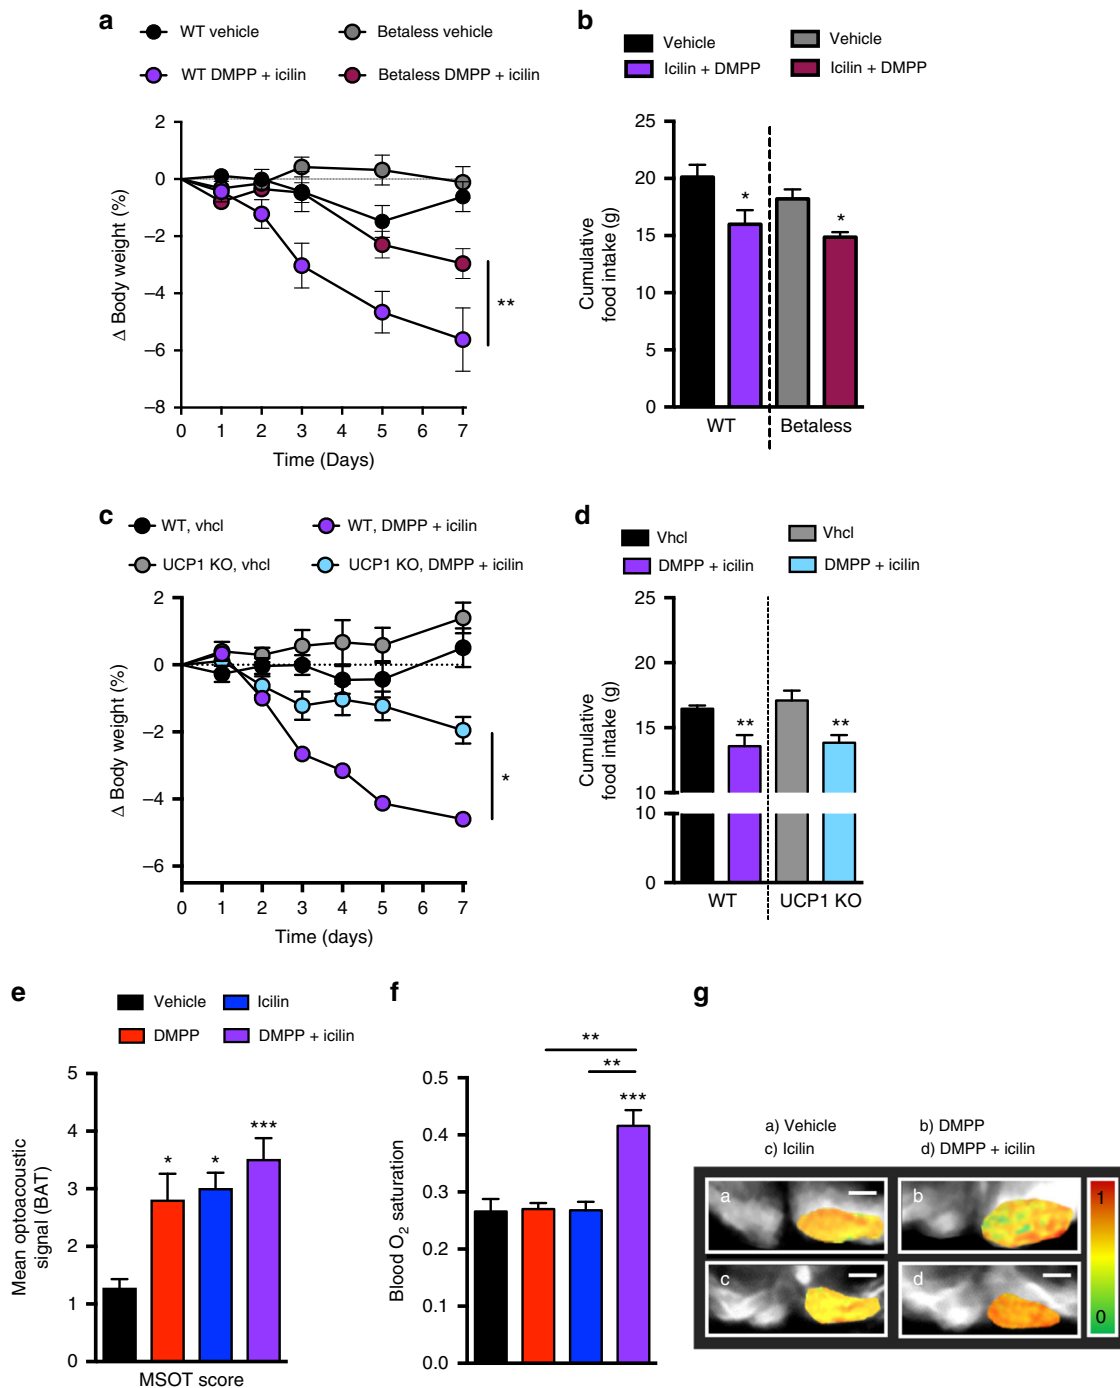 a
WT vehicle
Betaless vehicle
WT DMPP + icilin
Betaless DMPP + icilin
2
0
−2
−4
−6
−8
Δ Body weight (%)
**
0 1 2 3 4 5 6 7
Time (Days)
b
Vehicle
Vehicle
Icilin + DMPP
Icilin + DMPP
25
20
15
10
5
0
Cumulative
food intake (g)
*
*
WT
Betaless
c
WT, vhcl
WT, DMPP + icilin
UCP1 KO, vhcl
UCP1 KO, DMPP + icilin
2
0
−2
−4
−6
Δ Body weight (%)
*
0 1 2 3 4 5 6 7
Time (days)
d
Vhcl
Vhcl
DMPP + icilin
DMPP + icilin
25
20
15
10
10
0
Cumulative
food intake (g)
**
**
WT
UCP1 KO
e
Vehicle
Icilin
DMPP
DMPP + icilin
5
4
3
2
1
0
Mean optoacoustic
signal (BAT)
*
*
***
MSOT score
f
**
**
***
0.5
0.4
0.3
0.2
0.1
0.0
Blood O₂ saturation
g
a) Vehicle
b) DMPP
c) Icilin
d) DMPP + icilin
a
b
c
d
1
0